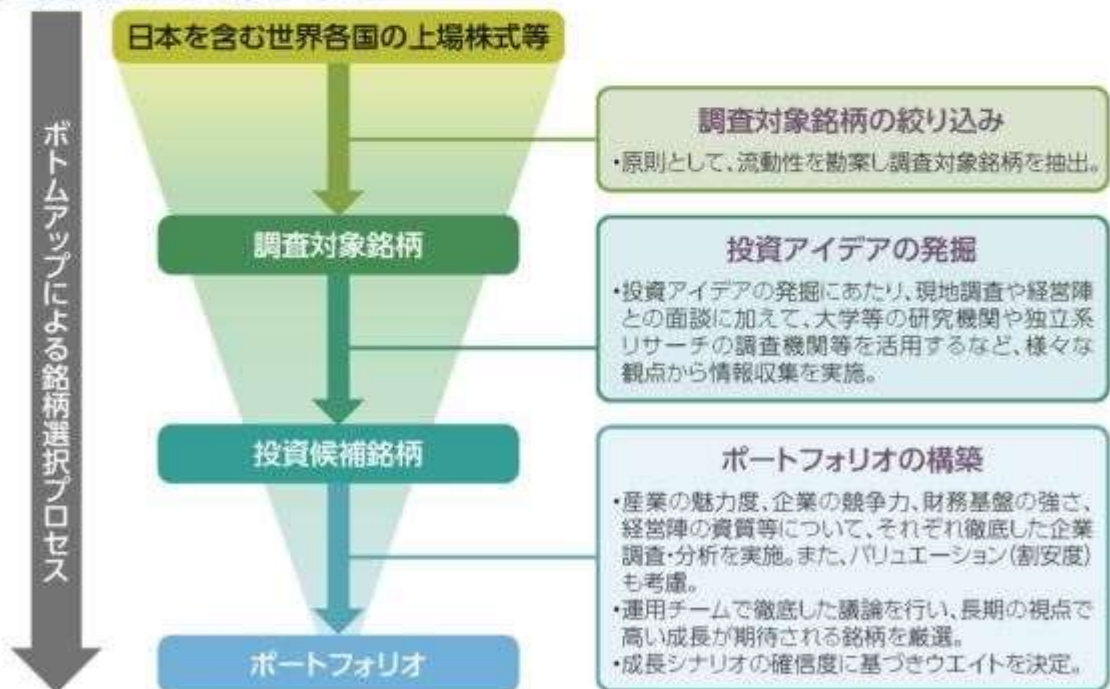 日本を含む世界各国の上場株式等
ボトムアップによる銘柄選択プロセス
調査対象銘柄の絞り込み
・原則として、流動性を勘案し調査対象銘柄を抽出。
調査対象銘柄
投資アイデアの発掘
・投資アイデアの発掘にあたり、現地調査や経営陣
との面談に加えて、大学等の研究機関や独立系
リサーチの調査機関等を活用するなど、様々な
観点から情報収集を実施。
投資候補銘柄
ポートフォリオの構築
・産業の魅力度、企業の競争力、財務基盤の強さ、
経営陣の資質等について、それぞれ徹底した企業
調査・分析を実施。また、バリュエーション(割安度)
も考慮。
・運用チームで徹底した議論を行い、長期の視点で
高い成長が期待される銘柄を厳選。
・成長シナリオの確信度に基づきウエイトを決定。
ポートフォリオ